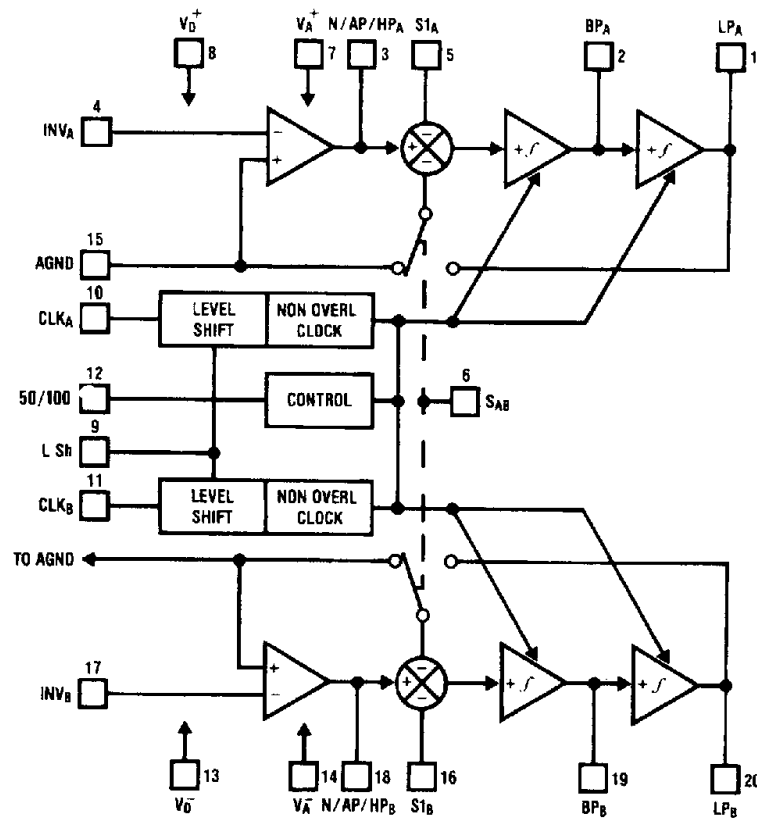 V_D^+ V_A^+ N/AP/HP_A S1_A BP_A LP_A
8 7 3 5 2 1
4
INV_A
− +
+ − −
+ ∫ + ∫
15
AGND
10
CLK_A
LEVEL SHIFT
NON OVERL CLOCK
12
50/100
CONTROL
6
S_AB
9
L Sh
11
CLK_B
LEVEL SHIFT
NON OVERL CLOCK
TO AGND
17
INV_B
+ −
+ − −
+ ∫ + ∫
13 14 18 16 19 20
V_D^- V_A^- N/AP/HP_B S1_B BP_B LP_B